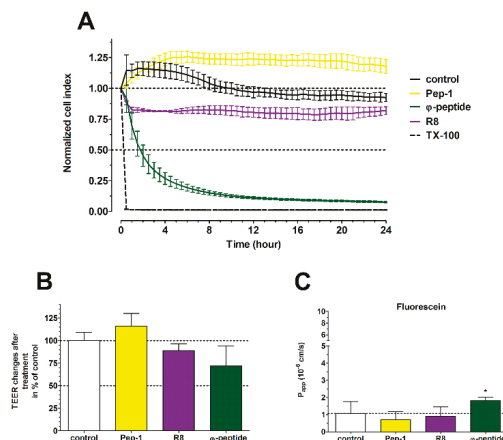 A
Normalized cell index
1.25
1.00
0.75
0.50
0.25
0.00
0 4 8 12 16 20 24
Time (hour)
control
Pep-1
φ-peptide
R8
TX-100
B
TEER changes after
treatment
in % of control
125
100
75
50
25
0
control Pep-1 R8 φ-peptide
C
Fluorescein
Papp (10⁻⁶ cm/s)
10
8
6
5
4
3
2
1
0
*
control Pep-1 R8 φ-peptide